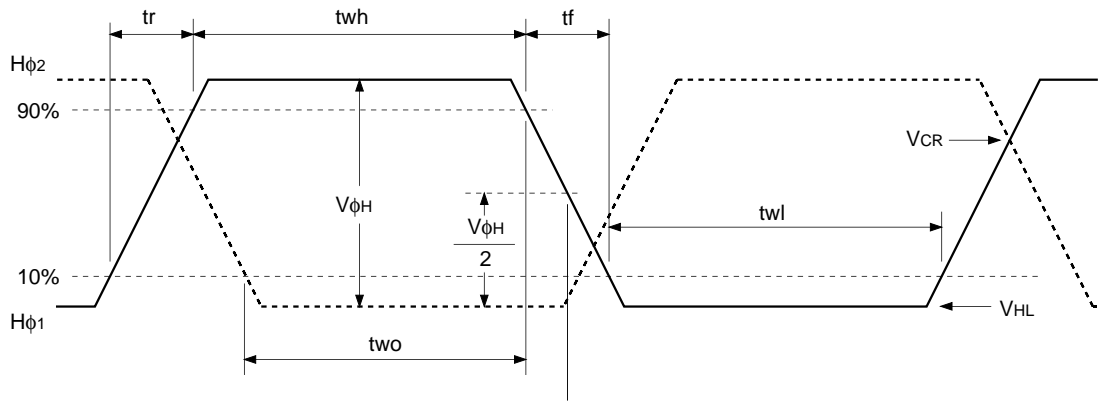 tr twh tf
Hϕ2
90%
VCR
VϕH
VϕH
2
twl
10%
Hϕ1
VHL
two